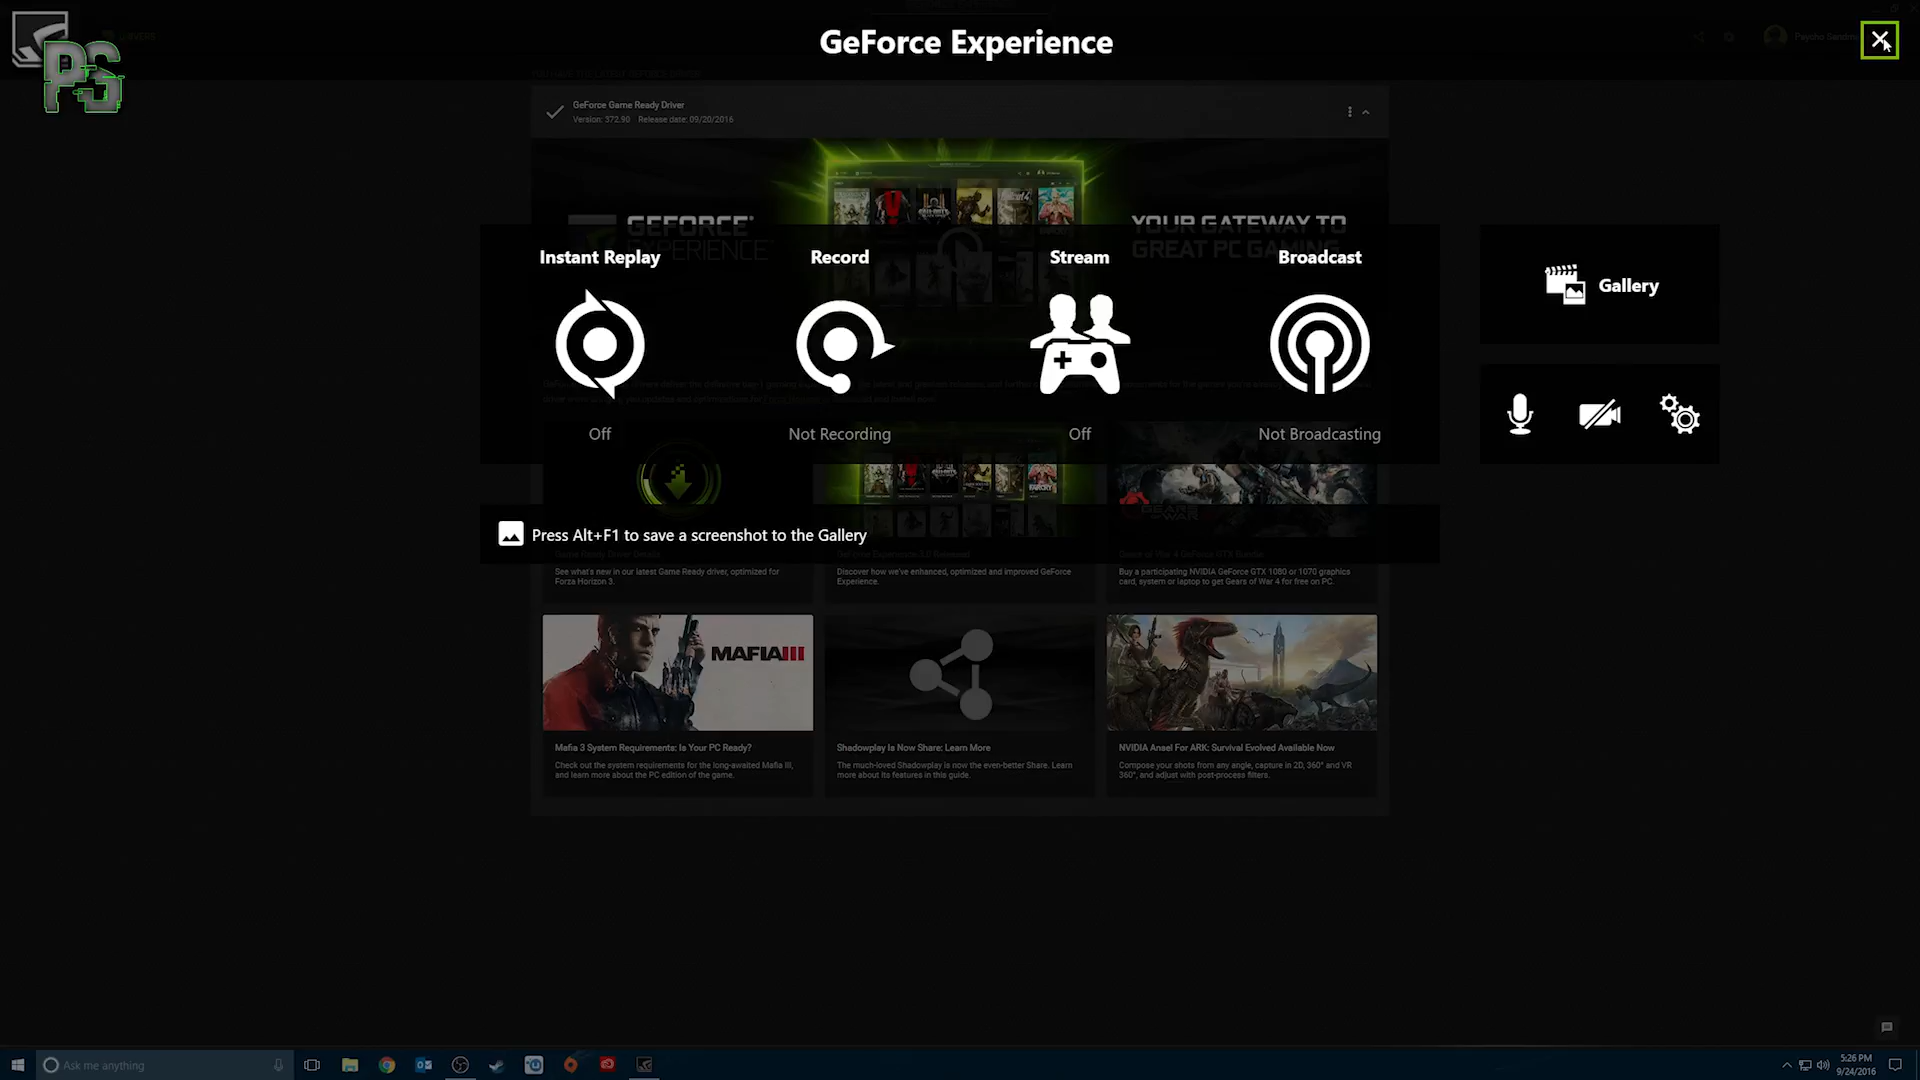 GeForce Experience
PS
GeForce Game Ready Driver
Version: 372.90 Release date: 09/20/2016
GEFORCE
EXPERIENCE
YOUR GATEWAY TO
GREAT PC GAMING
Instant Replay
Record
Stream
Broadcast
Gallery
Off
Not Recording
Off
Not Broadcasting
Press Alt+F1 to save a screenshot to the Gallery
See what's new in our latest Game Ready driver, optimized for
Forza Horizon 3.
Discover how we've enhanced, optimized and improved GeForce
Experience.
Buy a participating NVIDIA GeForce GTX 1080 or 1070 graphics
card, system or laptop to get Gears of War 4 for free on PC.
MAFIA III
Mafia 3 System Requirements: Is Your PC Ready?
Check out the system requirements for the long-awaited Mafia III,
and learn more about the PC edition of the game.
Shadowplay Is Now Share: Learn More
The much-loved Shadowplay is now the even-better Share. Learn
more about its features in this guide.
NVIDIA Ansel For ARK: Survival Evolved Available Now
Compose your shots from any angle, capture in 2D, 360° and VR
360°, and adjust with post-process filters.
Ask me anything
5:26 PM
9/24/2016